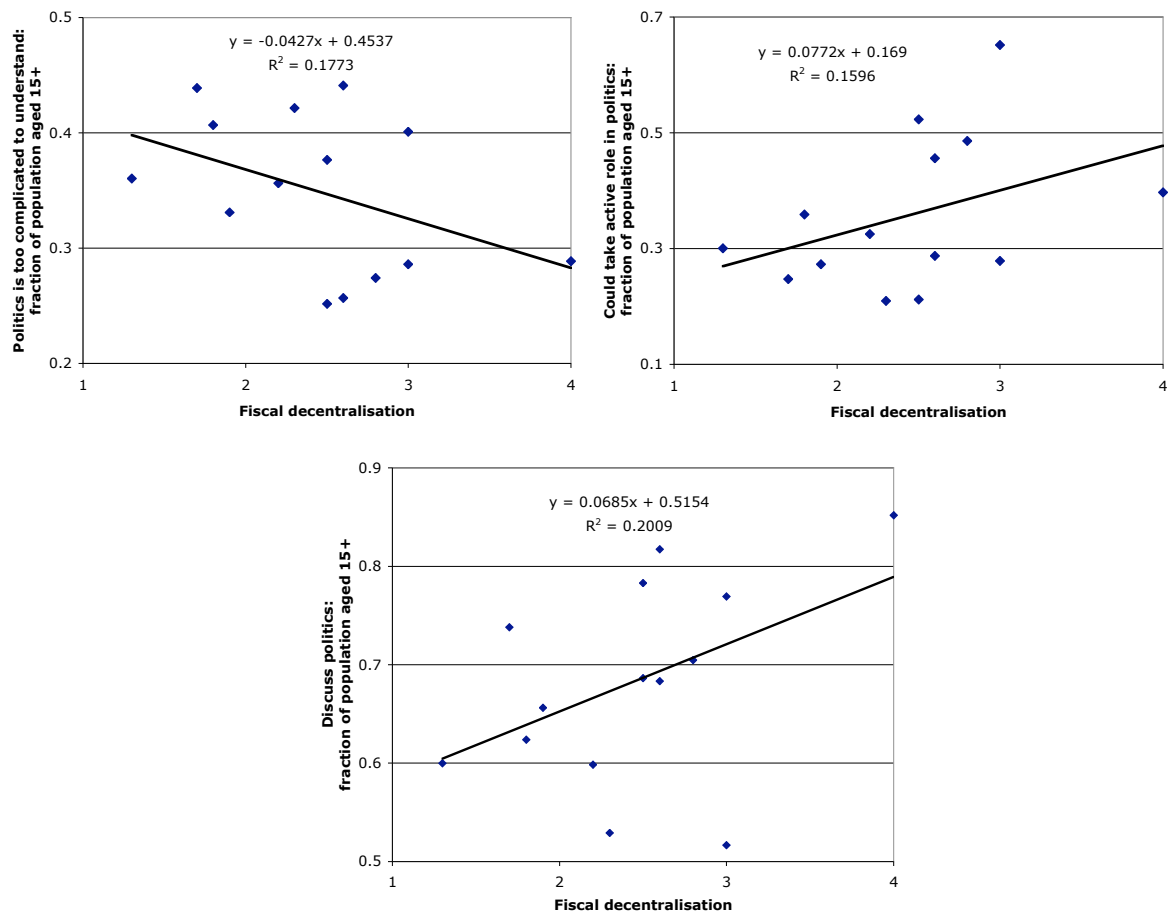 Politics is too complicated to understand:
fraction of population aged 15+
0.5
0.4
0.3
0.2
y = -0.0427x + 0.4537
R² = 0.1773
1 2 3 4
Fiscal decentralisation
Could take active role in politics:
fraction of population aged 15+
0.7
0.5
0.3
0.1
y = 0.0772x + 0.169
R² = 0.1596
1 2 3 4
Fiscal decentralisation
Discuss politics:
fraction of population aged 15+
0.9
0.8
0.7
0.6
0.5
y = 0.0685x + 0.5154
R² = 0.2009
1 2 3 4
Fiscal decentralisation